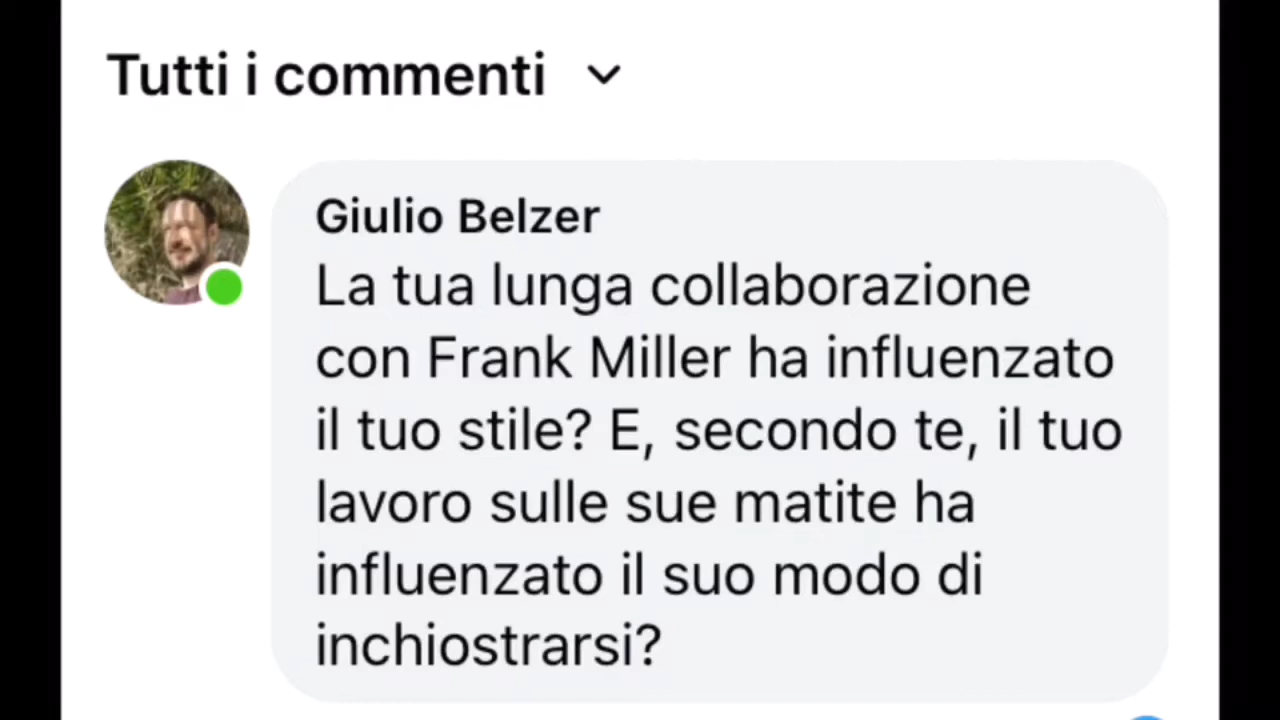 Tutti i commenti
Giulio Belzer
La tua lunga collaborazione
con Frank Miller ha influenzato
il tuo stile? E, secondo te, il tuo
lavoro sulle sue matite ha
influenzato il suo modo di
inchiostrarsi?